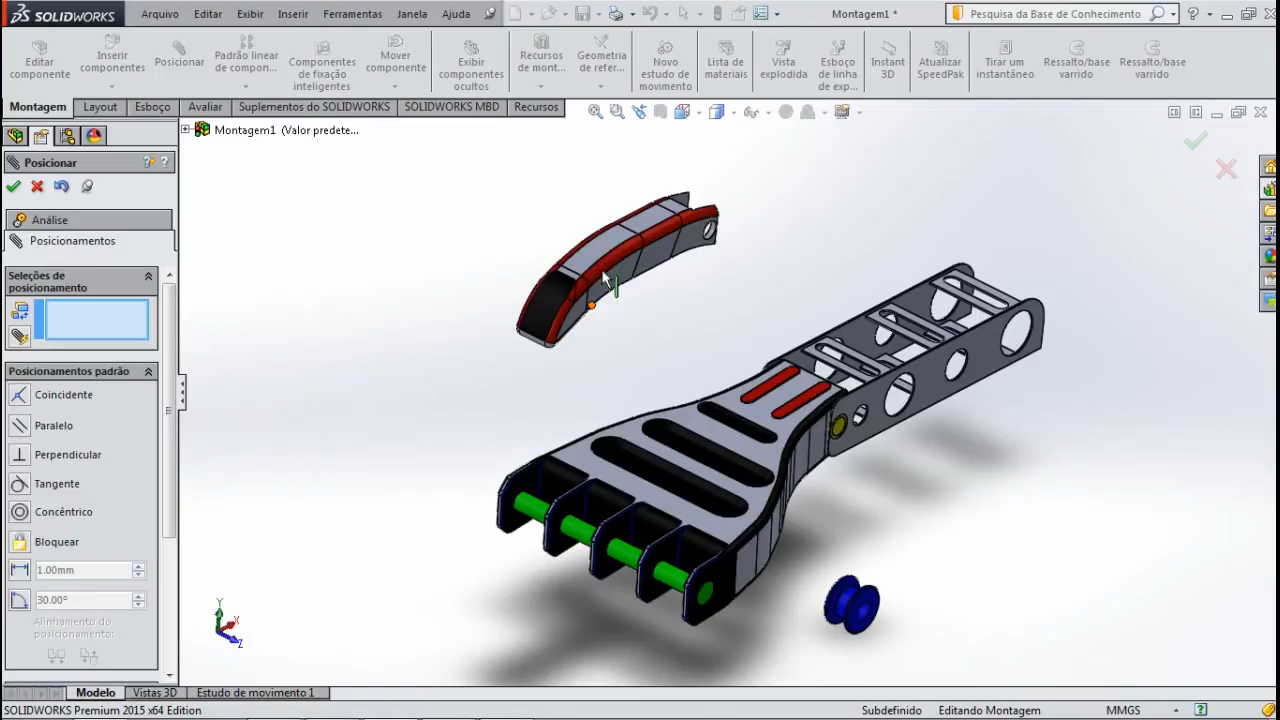 SOLIDWORKS
Arquivo Editar Exibir Inserir Ferramentas Janela Ajuda
Montagem1 *
Pesquisa da Base de Conhecimento
Editar componente
Inserir componentes
Posicionar
Padrão linear de compon...
Componentes de fixação inteligentes
Mover componente
Exibir componentes ocultos
Recursos de mont...
Geometria de refer...
Novo estudo de movimento
Lista de materiais
Vista explodida
Esboço de linha de exp...
Instant 3D
Atualizar SpeedPak
Tirar um instantâneo
Ressalto/base varrido
Ressalto/base varrido
Montagem Layout Esboço Avaliar Suplementos do SOLIDWORKS SOLIDWORKS MBD Recursos
Montagem1 (Valor predete...
Posicionar
Análise
Posicionamentos
Seleções de posicionamento
Posicionamentos padrão
Coincidente
Paralelo
Perpendicular
Tangente
Concêntrico
Bloquear
1.00mm
30.00°
Alinhamento do posicionamento:
Y
X
Z
Modelo Vistas 3D Estudo de movimento 1
SOLIDWORKS Premium 2015 x64 Edition
Subdefinido Editando Montagem MMGS